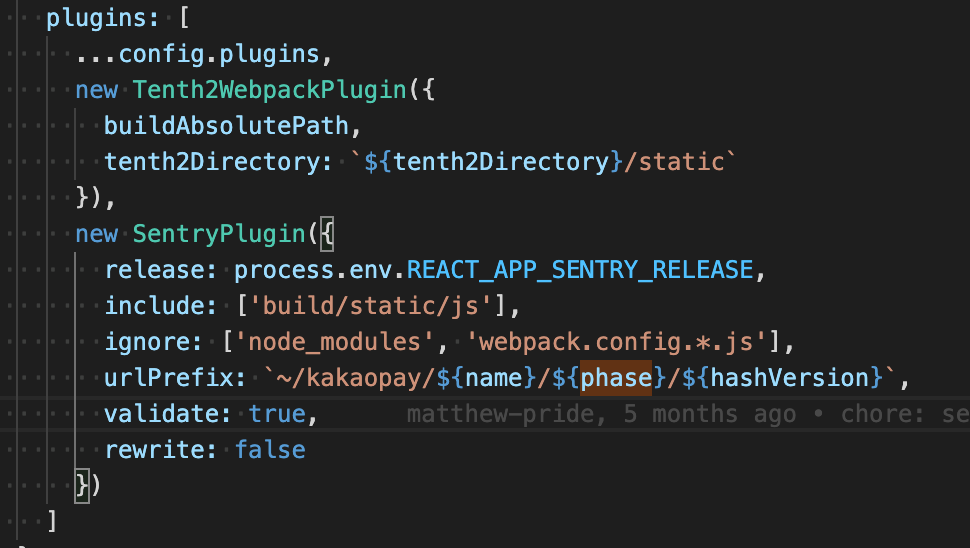 plugins: [
...config.plugins,
new Tenth2WebpackPlugin({
buildAbsolutePath,
tenth2Directory: `${tenth2Directory}/static`
}),
new SentryPlugin({
release: process.env.REACT_APP_SENTRY_RELEASE,
include: ['build/static/js'],
ignore: ['node_modules', 'webpack.config.*.js'],
urlPrefix: `~/kakaopay/${name}/${phase}/${hashVersion}`,
validate: true, matthew-pride, 5 months ago • chore: se
rewrite: false
})
]